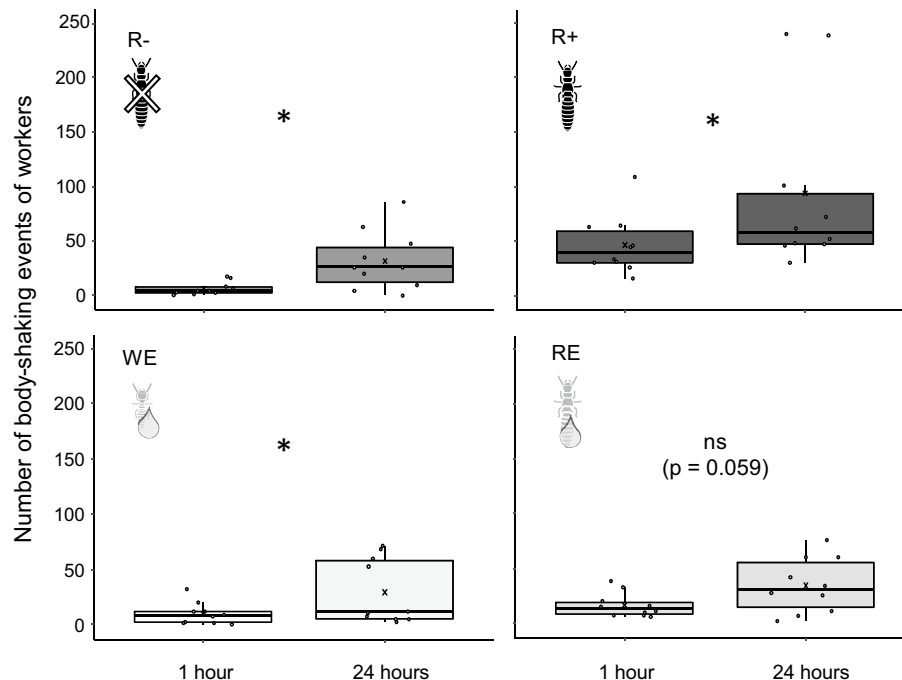 Number of body-shaking events of workers
250
200
150
100
50
0
R-
*
R+
*
250
200
150
100
50
0
WE
*
RE
ns
(p = 0.059)
1 hour
24 hours
1 hour
24 hours